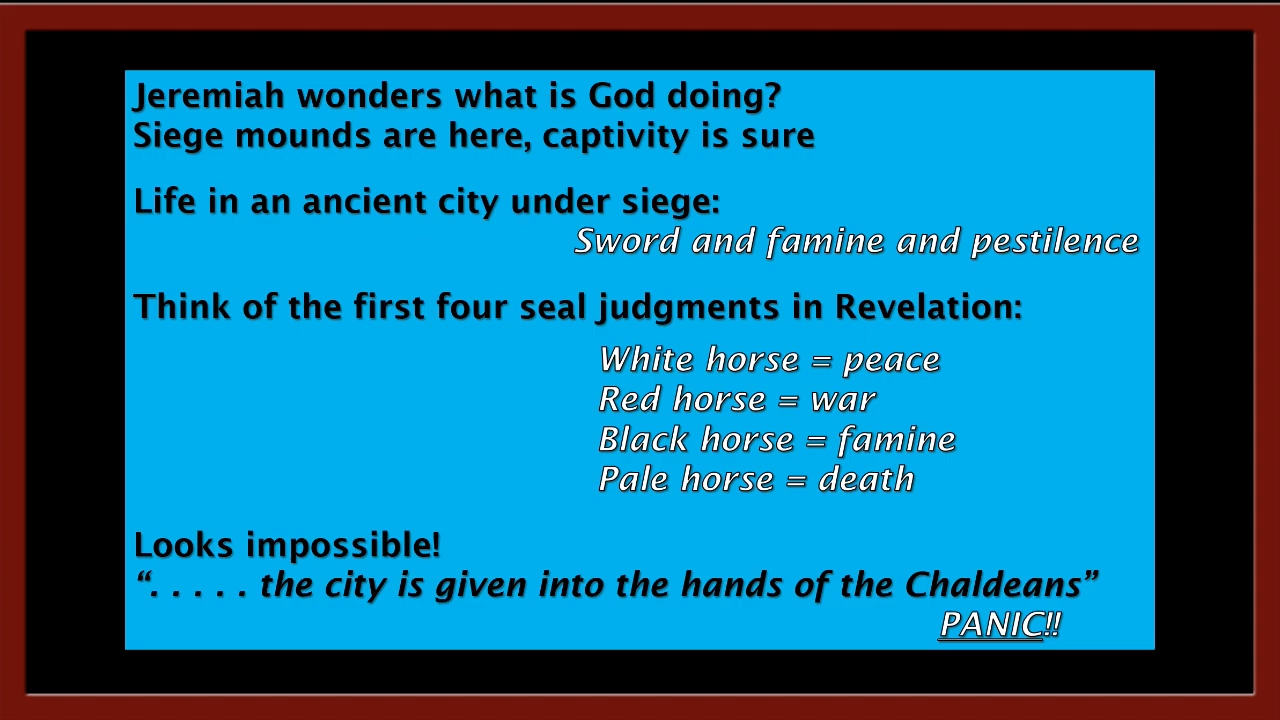 Jeremiah wonders what is God doing?
Siege mounds are here, captivity is sure
Life in an ancient city under siege:
Sword and famine and pestilence
Think of the first four seal judgments in Revelation:
White horse = peace
Red horse = war
Black horse = famine
Pale horse = death
Looks impossible!
“. . . . . the city is given into the hands of the Chaldeans”
PANIC!!